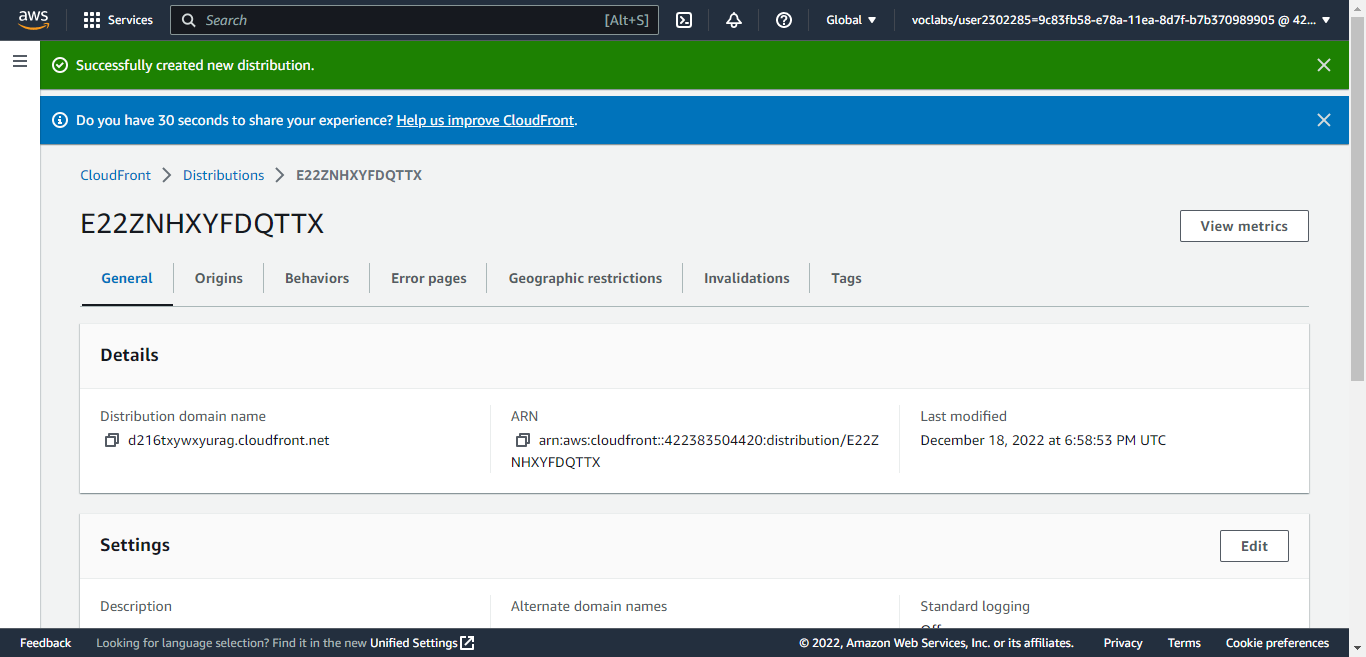 aws
Services
Search [Alt+S]
Global
voclabs/user2302285=9c83fb58-e78a-11ea-8d7f-b7b370989905 @ 42...
Successfully created new distribution.
Do you have 30 seconds to share your experience? Help us improve CloudFront.
CloudFront > Distributions > E22ZNHXYFDQTTX
E22ZNHXYFDQTTX
View metrics
General
Origins
Behaviors
Error pages
Geographic restrictions
Invalidations
Tags
Details
Distribution domain name
d216txywxyurag.cloudfront.net
ARN
arn:aws:cloudfront::422383504420:distribution/E22Z
NHXYFDQTTX
Last modified
December 18, 2022 at 6:58:53 PM UTC
Settings
Edit
Description
Alternate domain names
Standard logging
Off
Feedback
Looking for language selection? Find it in the new Unified Settings
© 2022, Amazon Web Services, Inc. or its affiliates.
Privacy
Terms
Cookie preferences